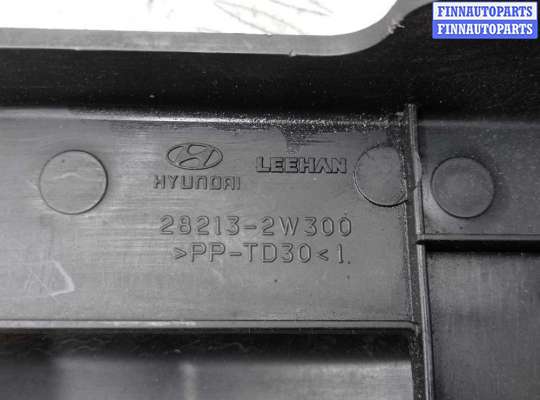 FINNAUTOPARTS
FINNAUTOPARTS
HYUNDAI LEEHAN
28213-2W300
>PP-TD30<1